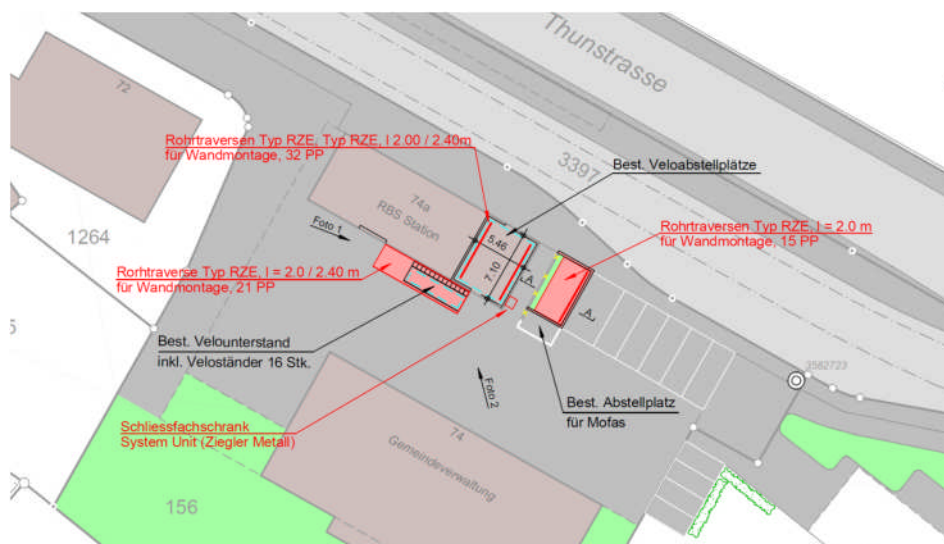 Thunstrasse
72
Rohrtraversen Typ RZE, Typ RZE, l 2.00 / 2.40m
für Wandmontage, 32 PP
3397
Best. Veloabstellplätze
74a
RBS Station
1264
Foto 1
5.46
7.10
A
Rohrtraversen Typ RZE, l = 2.0 m
für Wandmontage, 15 PP
Rorhtraverse Typ RZE, l = 2.0 / 2.40 m
für Wandmontage, 21 PP
A
5
Best. Velounterstand
inkl. Veloständer 16 Stk.
3582723
Foto 2
Best. Abstellplatz
für Mofas
Schliessfachschrank
System Unit (Ziegler Metall)
74
Gemeindeverwaltung
156